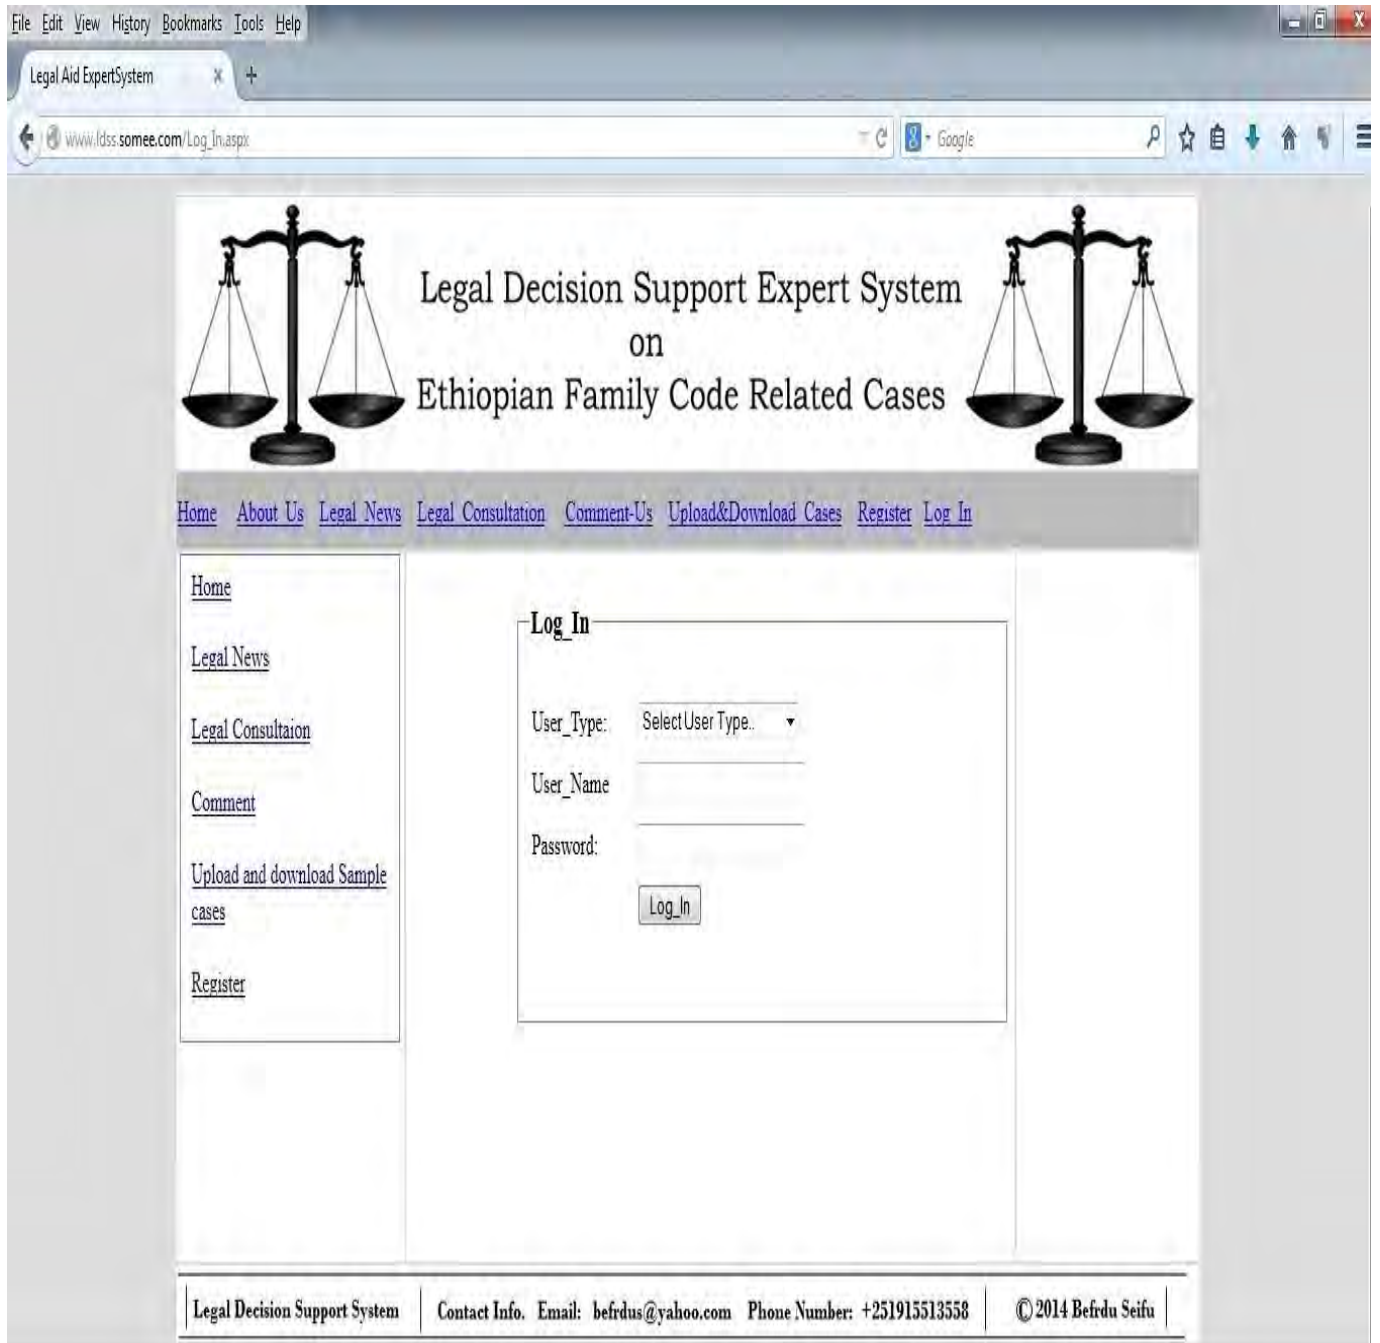 File Edit View History Bookmarks Tools Help
Legal Aid ExpertSystem x +
www.ldss.somee.com/Log_In.aspx
Google
Legal Decision Support Expert System
on
Ethiopian Family Code Related Cases
Home About Us Legal News Legal Consultation Comment-Us Upload&Download Cases Register Log In
Home
Legal News
Legal Consultaion
Comment
Upload and download Sample
cases
Register
Log_In
User_Type: Select User Type..
User_Name
Password:
Log_In
Legal Decision Support System
Contact Info. Email: befrdus@yahoo.com Phone Number: +251915513558
© 2014 Befrdu Seifu